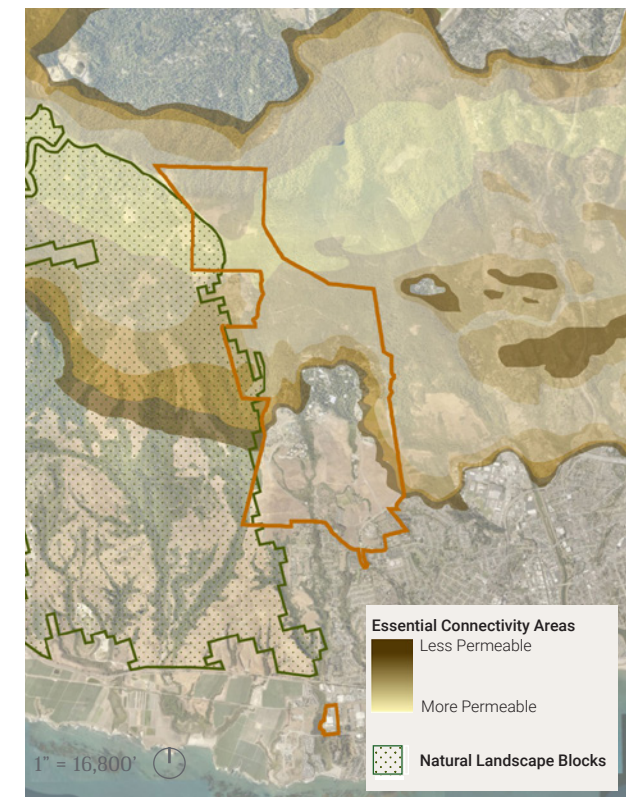 Essential Connectivity Areas
Less Permeable
More Permeable
Natural Landscape Blocks
1" = 16,800'